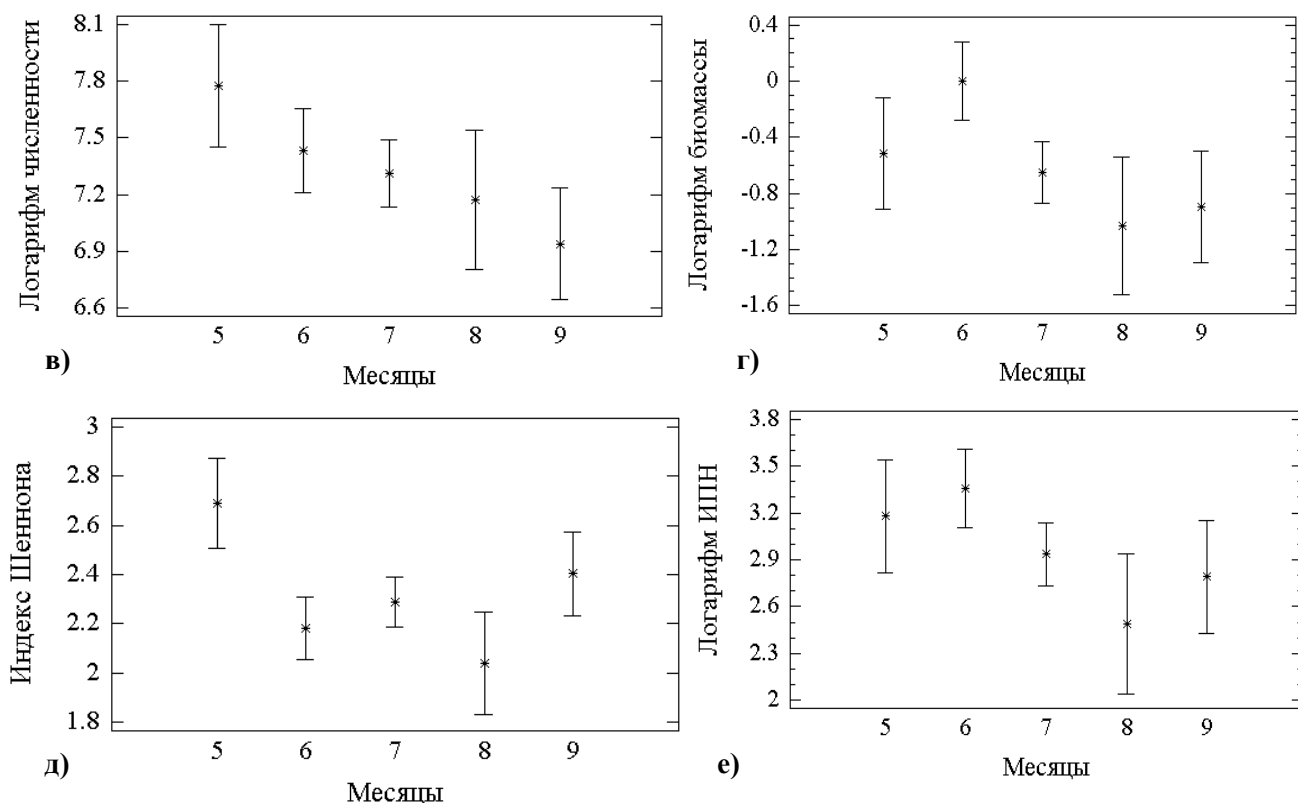 Логарифм численности
8.1
7.8
7.5
7.2
6.9
6.6
5 6 7 8 9
Месяцы
в)
Логарифм биомассы
0.4
0
-0.4
-0.8
-1.2
-1.6
5 6 7 8 9
Месяцы
г)
Индекс Шеннона
3
2.8
2.6
2.4
2.2
2
1.8
5 6 7 8 9
Месяцы
д)
Логарифм ИПН
3.8
3.5
3.2
2.9
2.6
2.3
2
5 6 7 8 9
Месяцы
е)